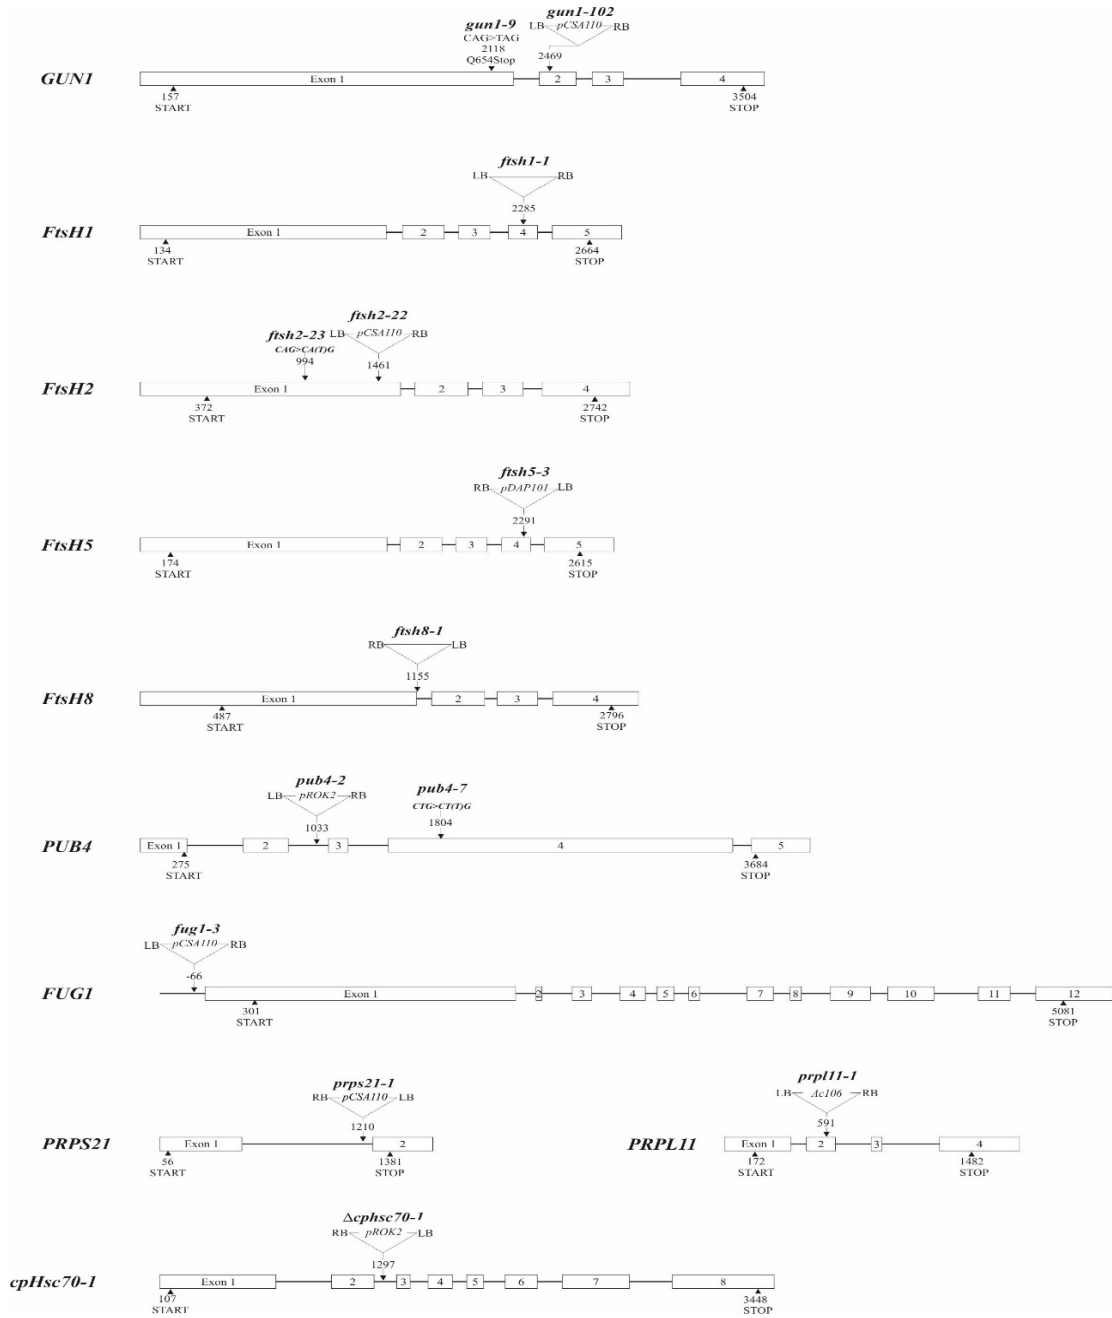 gun1-9
CAG>TAG
2118
Q654Stop
gun1-102
LB pCSA110 RB
2469
GUN1
Exon 1 2 3 4
157
START
3504
STOP
ftsh1-1
LB RB
2285
FtsH1
Exon 1 2 3 4 5
134
START
2664
STOP
ftsh2-23
CAG>CA(T)G
994
ftsh2-22
LB pCSA110 RB
1461
FtsH2
Exon 1 2 3 4
372
START
2742
STOP
ftsh5-3
RB pDAP101 LB
2291
FtsH5
Exon 1 2 3 4 5
174
START
2615
STOP
ftsh8-1
RB LB
1155
FtsH8
Exon 1 2 3 4
487
START
2796
STOP
pub4-2
LB pROK2 RB
1033
pub4-7
CTG>CT(T)G
1804
PUB4
Exon 1 2 3 4 5
275
START
3684
STOP
fug1-3
LB pCSA110 RB
-66
FUG1
Exon 1 2 3 4 5 6 7 8 9 10 11 12
301
START
5081
STOP
prps21-1
RB pCSA110 LB
1210
PRPS21
Exon 1 2
56
START
1381
STOP
prpl11-1
LB Ac106 RB
591
PRPL11
Exon 1 2 3 4
172
START
1482
STOP
Δcphsc70-1
RB pROK2 LB
1297
cpHsc70-1
Exon 1 2 3 4 5 6 7 8
107
START
3448
STOP